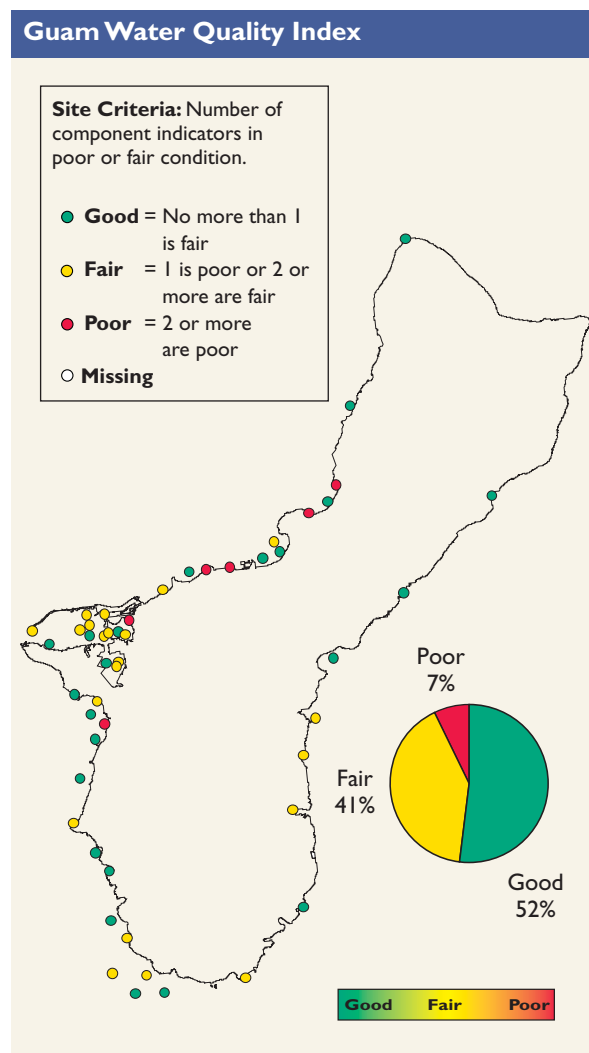 Guam Water Quality Index
Site Criteria: Number of
component indicators in
poor or fair condition.
Good = No more than 1
is fair
Fair = 1 is poor or 2 or
more are fair
Poor = 2 or more
are poor
Missing
Poor
7%
Fair
41%
Good
52%
Good Fair Poor